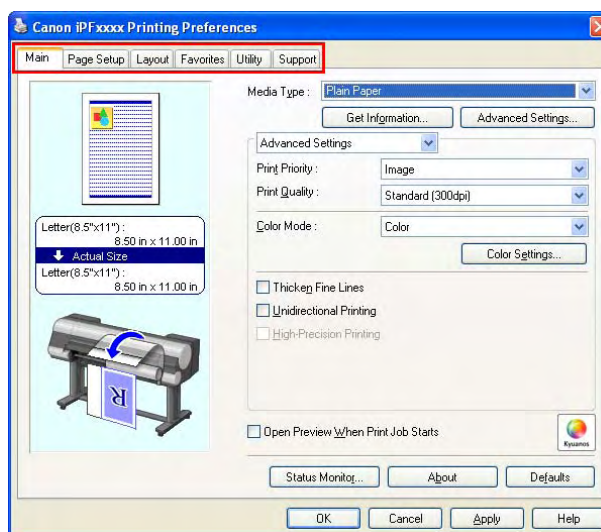 Canon iPFxxxx Printing Preferences
Main Page Setup Layout Favorites Utility Support
Media Type : Plain Paper
Get Information... Advanced Settings...
Advanced Settings
Print Priority : Image
Print Quality : Standard (300dpi)
Color Mode : Color
Color Settings...
Letter(8.5"x11") :
8.50 in x 11.00 in
Actual Size
Letter(8.5"x11") :
8.50 in x 11.00 in
Thicken Fine Lines
Unidirectional Printing
High-Precision Printing
R
Open Preview When Print Job Starts
Kyuanos
Status Monitor... About Defaults
OK Cancel Apply Help